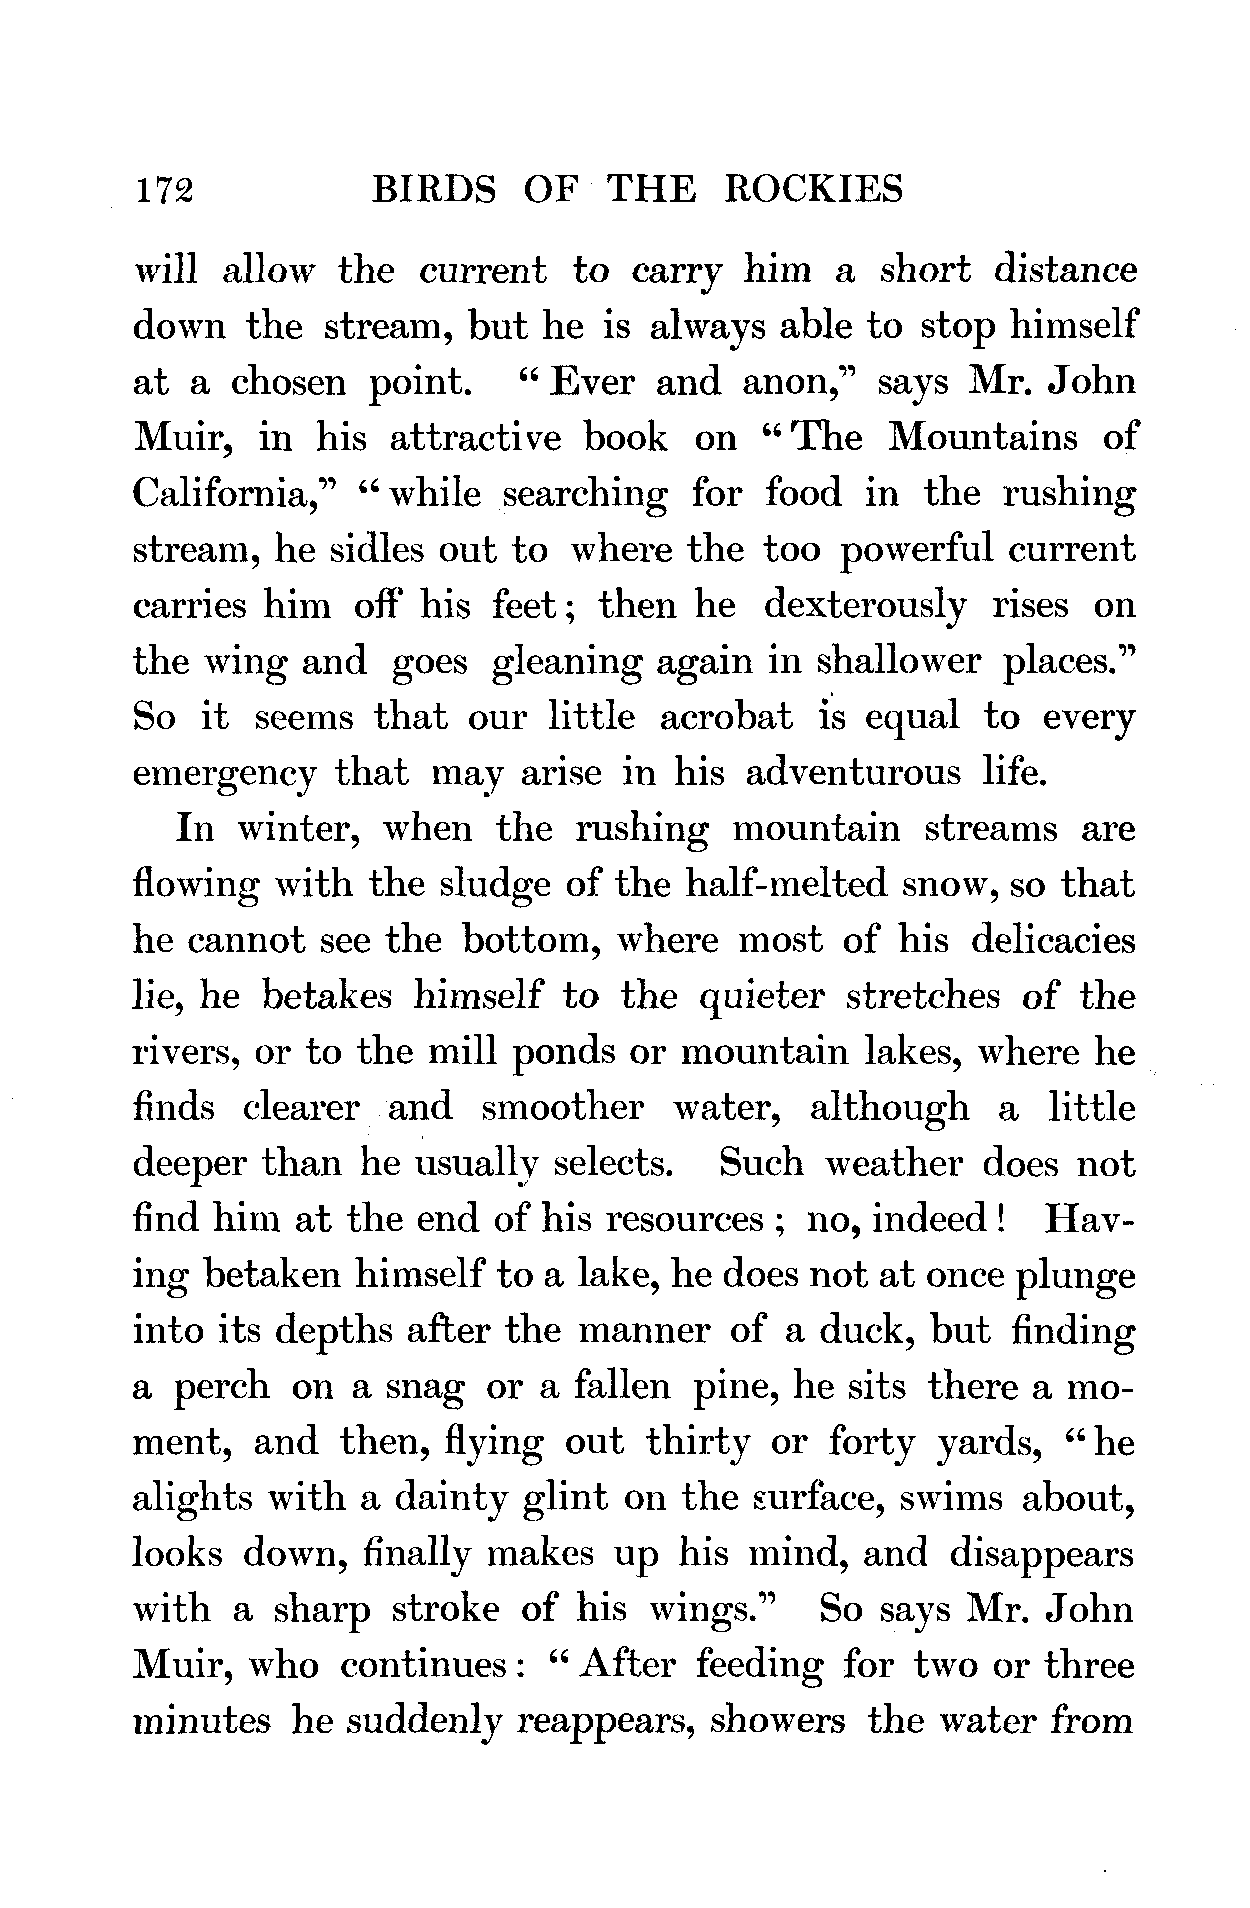 172 BIRDS OF THE ROCKIES
will allow the current to carry him a short distance
down the stream, but he is always able to stop himself
at a chosen point. “Ever and anon,” says Mr. John
Muir, in his attractive book on “The Mountains of
California,” “while searching for food in the rushing
stream, he sidles out to where the too powerful current
carries him off his feet; then he dexterously rises on
the wing and goes gleaning again in shallower places.”
So it seems that our little acrobat is equal to every
emergency that may arise in his adventurous life.
In winter, when the rushing mountain streams are
flowing with the sludge of the half-melted snow, so that
he cannot see the bottom, where most of his delicacies
lie, he betakes himself to the quieter stretches of the
rivers, or to the mill ponds or mountain lakes, where he
finds clearer and smoother water, although a little
deeper than he usually selects. Such weather does not
find him at the end of his resources; no, indeed! Hav-
ing betaken himself to a lake, he does not at once plunge
into its depths after the manner of a duck, but finding
a perch on a snag or a fallen pine, he sits there a mo-
ment, and then, flying out thirty or forty yards, “he
alights with a dainty glint on the surface, swims about,
looks down, finally makes up his mind, and disappears
with a sharp stroke of his wings.” So says Mr. John
Muir, who continues: “After feeding for two or three
minutes he suddenly reappears, showers the water from